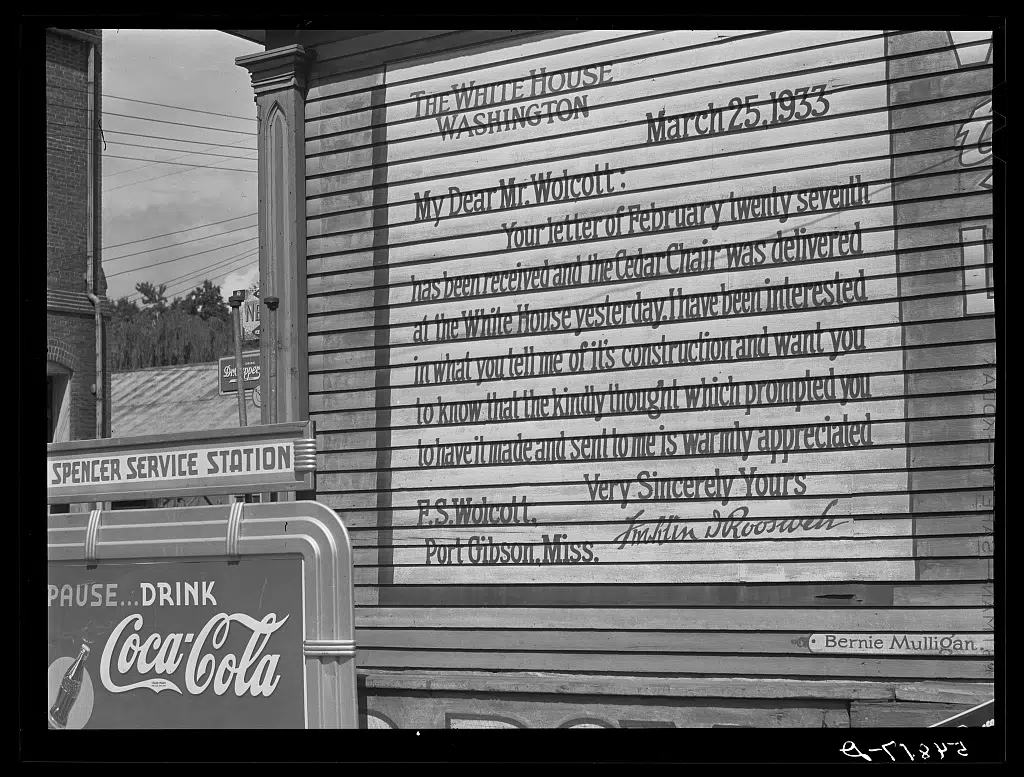 THE WHITE HOUSE
WASHINGTON
March 25, 1933
My Dear Mr. Wolcott:
Your letter of February twenty seventh
has been received and the Cedar Chair was delivered
at the White House yesterday. I have been interested
in what you tell me of it's construction and want you
to know that the kindly thought which prompted you
to have it made and sent to me is warmly appreciated
Very Sincerely Yours
F.S. Wolcott.
Franklin D Roosevelt
Port Gibson, Miss.
Bernie Mulligan.
NE
Dr. Pepper
SPENCER SERVICE STATION
PAUSE... DRINK
Coca-Cola
54817-D